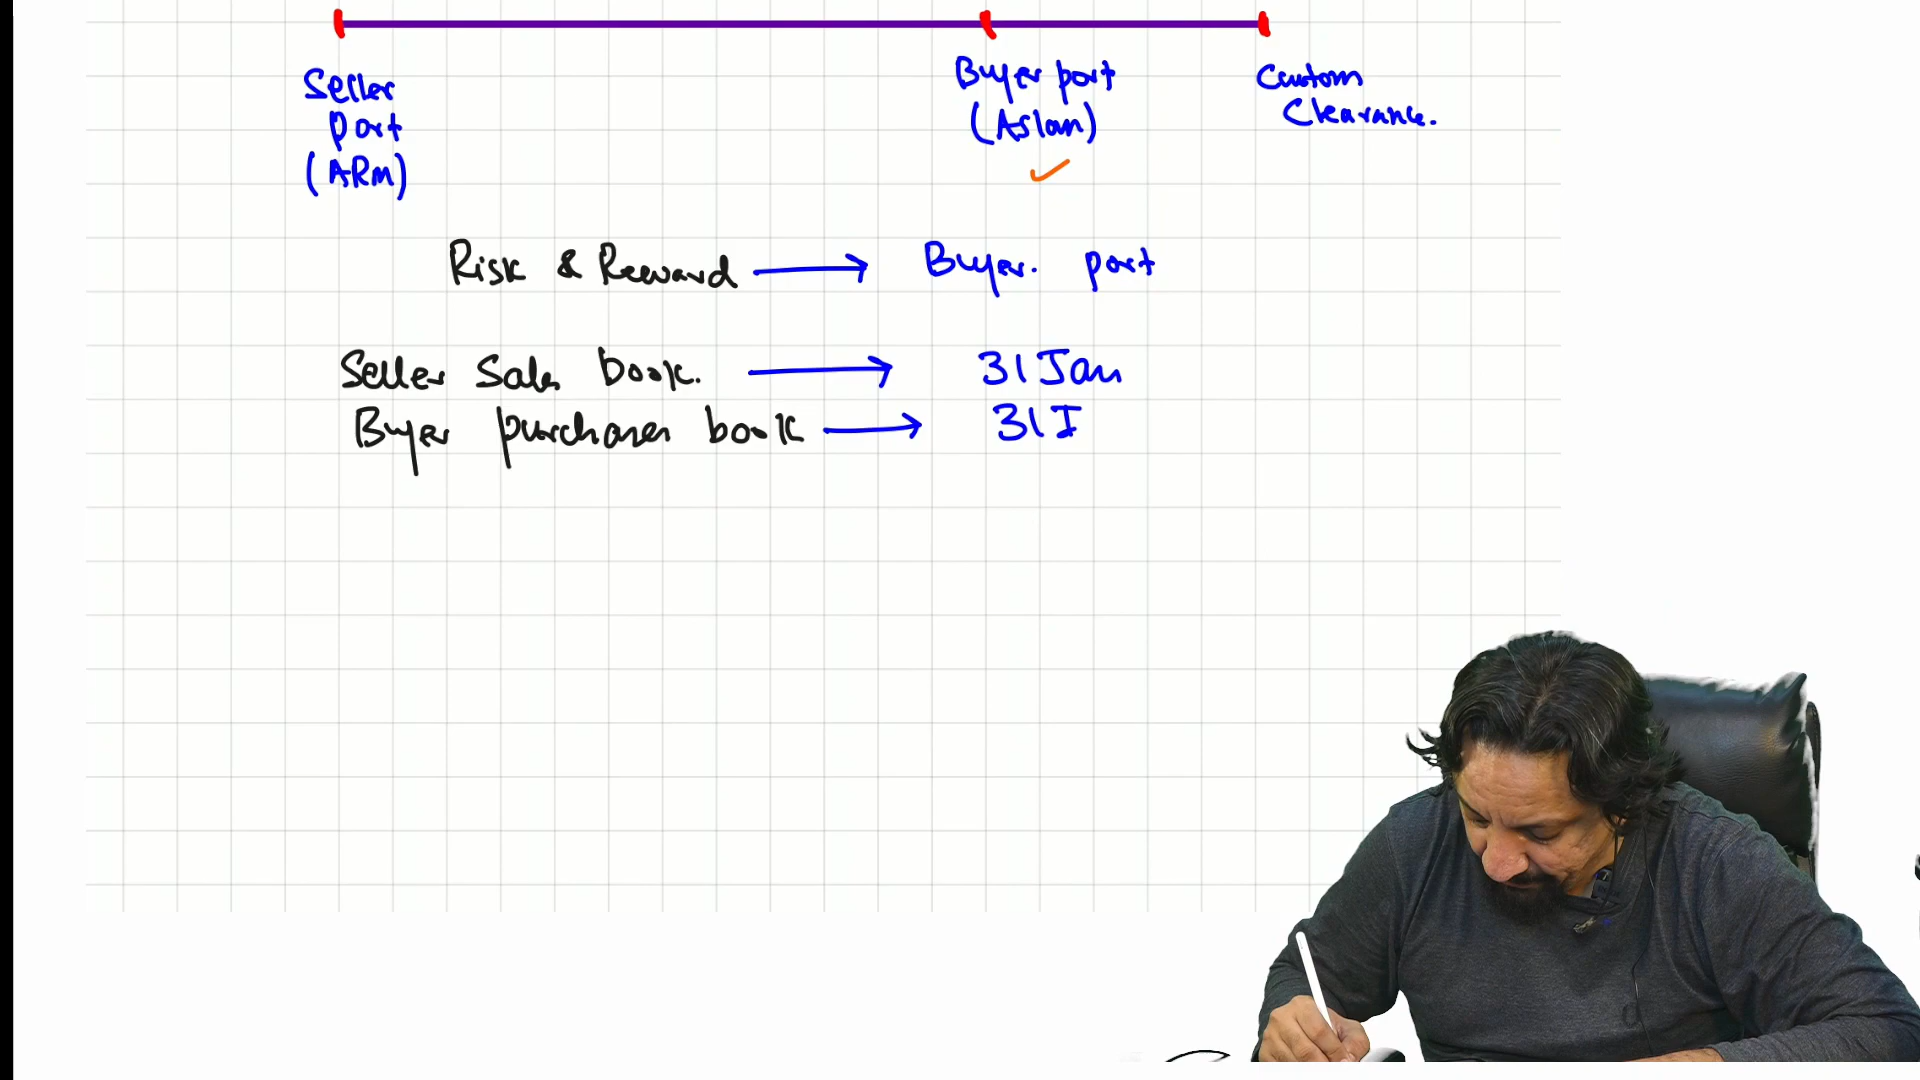 Seller
port
(ARM)
Buyer port
(Aslan)
Custom
Clearance.
Risk & Reward → Buyer. port
Seller Sales book. → 31 Jan
Buyer purchases book → 31 J